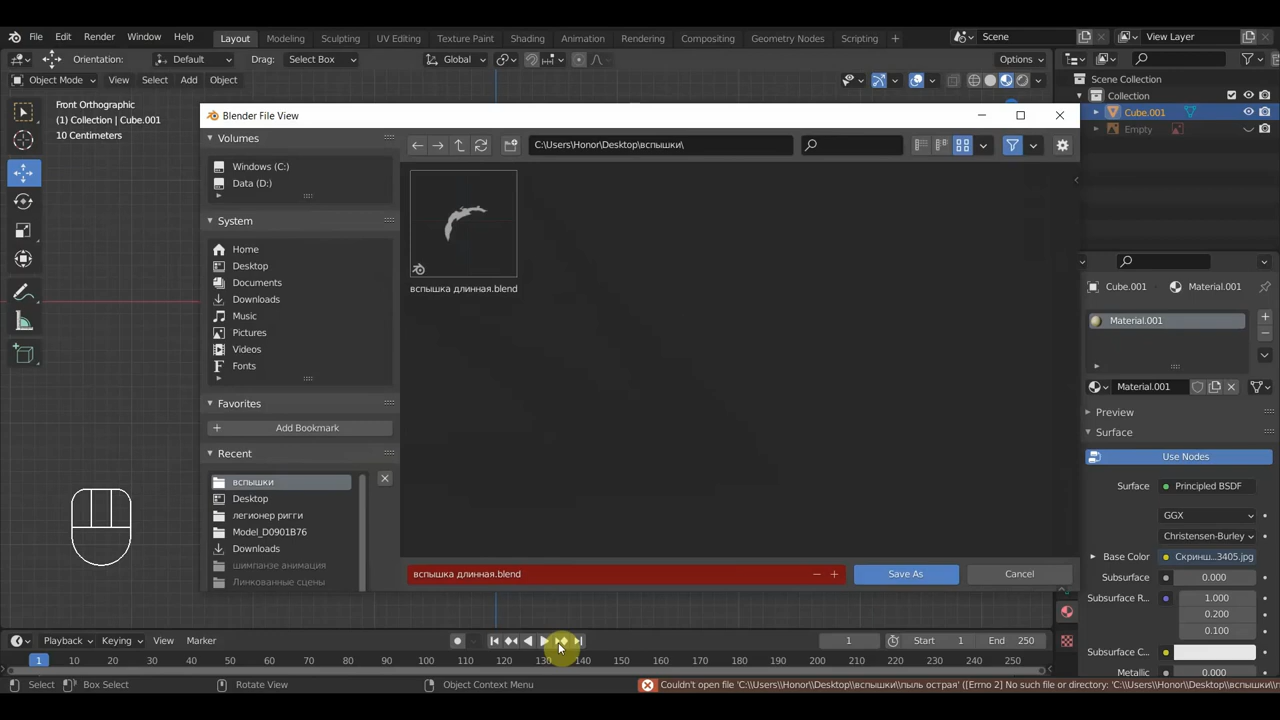 File Edit Render Window Help Layout Modeling Sculpting UV Editing Texture Paint Shading Animation Rendering Compositing Geometry Nodes Scripting + Scene View Layer
Orientation: Default Drag: Select Box Global Options
Object Mode View Select Add Object Scene Collection
Collection
Cube.001
Empty
Front Orthographic
(1) Collection | Cube.001
10 Centimeters
Blender File View
Volumes
Windows (C:)
Data (D:)
System
Home
Desktop
Documents
Downloads
Music
Pictures
Videos
Fonts
Favorites
Add Bookmark
Recent
вспышки
Desktop
легионер ригги
Model_D0901B76
Downloads
шимпанзе анимация
Линкованные сцены
C:\Users\Honor\Desktop\вспышки\
вспышка длинная.blend
вспышка длинная.blend Save As Cancel
Cube.001 Material.001
Material.001
Material.001
Preview
Surface
Use Nodes
Surface Principled BSDF
GGX
Christensen-Burley
Base Color Скринш...3405.jpg
Subsurface 0.000
Subsurface R... 1.000
0.200
0.100
Subsurface C...
Metallic 0.000
Playback Keying View Marker 1 Start 1 End 250
1 10 20 30 40 50 60 70 80 90 100 110 120 130 140 150 160 170 180 190 200 210 220 230 240 250
Select Box Select Rotate View Object Context Menu Couldn't open file 'C:\\Users\\Honor\\Desktop\\вспышки\\пыль острая' ([Errno 2] No such file or directory: 'C:\\Users\\Honor\\Desktop\\вспышки\\